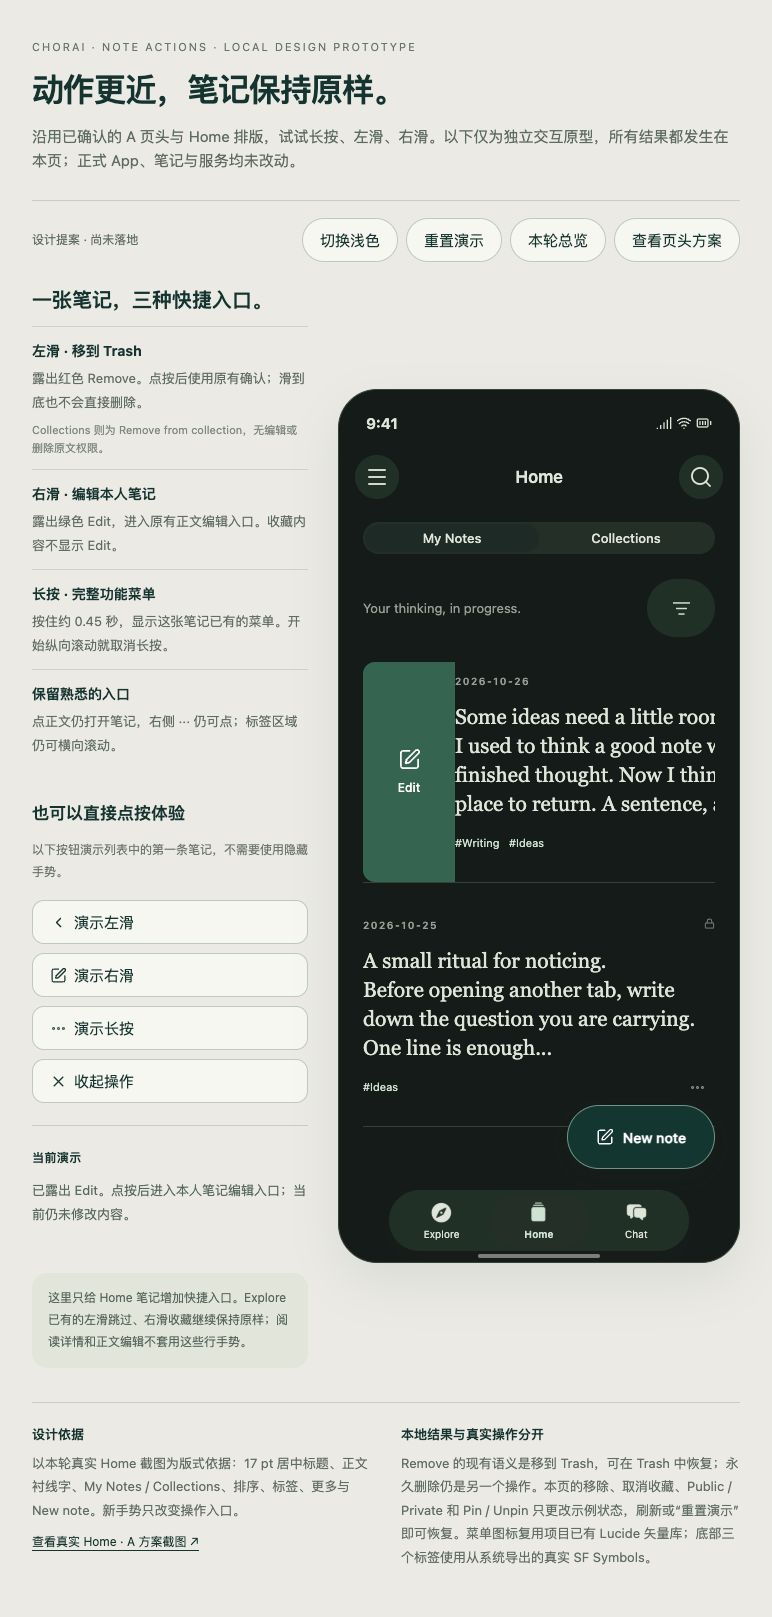 CHORAI · NOTE ACTIONS · LOCAL DESIGN PROTOTYPE
动作更近，笔记保持原样。
沿用已确认的 A 页头与 Home 排版，试试长按、左滑、右滑。以下仅为独立交互原型，所有结果都发生在
本页；正式 App、笔记与服务均未改动。
设计提案 · 尚未落地
切换浅色
重置演示
本轮总览
查看页头方案
一张笔记，三种快捷入口。
左滑 · 移到 Trash
露出红色 Remove。点按后使用原有确认；滑到
底也不会直接删除。
Collections 则为 Remove from collection，无编辑或
删除原文权限。
右滑 · 编辑本人笔记
露出绿色 Edit，进入原有正文编辑入口。收藏内
容不显示 Edit。
长按 · 完整功能菜单
按住约 0.45 秒，显示这张笔记已有的菜单。开
始纵向滚动就取消长按。
保留熟悉的入口
点正文仍打开笔记，右侧 ··· 仍可点；标签区域
仍可横向滚动。
也可以直接点按体验
以下按钮演示列表中的第一条笔记，不需要使用隐藏
手势。
演示左滑
演示右滑
演示长按
收起操作
当前演示
已露出 Edit。点按后进入本人笔记编辑入口；当
前仍未修改内容。
这里只给 Home 笔记增加快捷入口。Explore
已有的左滑跳过、右滑收藏继续保持原样；阅
读详情和正文编辑不套用这些行手势。
9:41
Home
My Notes
Collections
Your thinking, in progress.
Edit
2026-10-26
Some ideas need a little roor
I used to think a good note v
finished thought. Now I thin
place to return. A sentence,
#Writing #Ideas
2026-10-25
A small ritual for noticing.
Before opening another tab, write
down the question you are carrying.
One line is enough...
#Ideas
New note
Explore
Home
Chat
设计依据
以本轮真实 Home 截图为版式依据：17 pt 居中标题、正文
衬线字、My Notes / Collections、排序、标签、更多与
New note。新手势只改变操作入口。
查看真实 Home · A 方案截图 ↗
本地结果与真实操作分开
Remove 的现有语义是移到 Trash，可在 Trash 中恢复；永
久删除仍是另一个操作。本页的移除、取消收藏、Public /
Private 和 Pin / Unpin 只更改示例状态，刷新或“重置演示”
即可恢复。菜单图标复用项目已有 Lucide 矢量库；底部三
个标签使用从系统导出的真实 SF Symbols。